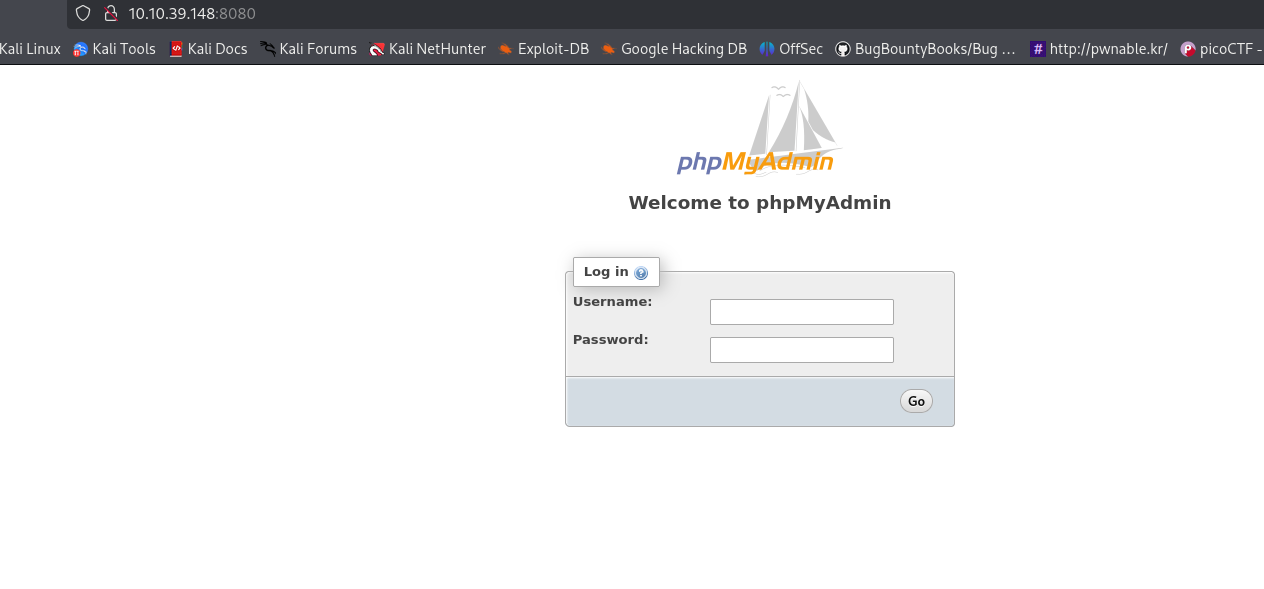 10.10.39.148:8080
Kali Linux Kali Tools Kali Docs Kali Forums Kali NetHunter Exploit-DB Google Hacking DB OffSec BugBountyBooks/Bug … # http://pwnable.kr/ picoCTF -
phpMyAdmin
Welcome to phpMyAdmin
Log in
Username:
Password:
Go